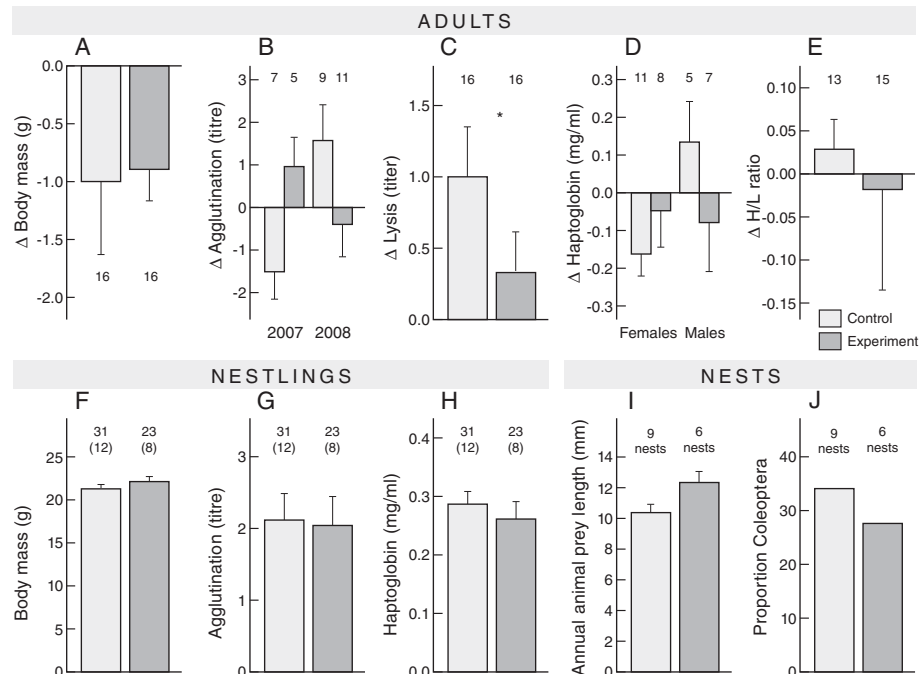 ADULTS
A
B
C
D
E
Δ Body mass (g)
0.0
-1.0
-1.5
-2.0
16
16
Δ Agglutination (titre)
3
2
1
0
-1
-2
7
5
9
11
2007
2008
Δ Lysis (titer)
1.5
1.0
0.5
0.0
16
16
*
Δ Haptoglobin (mg/ml)
0.3
0.2
0.1
0.0
-0.1
-0.2
-0.3
11
8
5
7
Females
Males
Δ H/L ratio
0.10
0.05
0.00
-0.05
-0.00
-0.15
13
15
Control
Experiment
NESTLINGS
NESTS
F
G
H
I
J
Body mass (g)
25
20
15
10
5
0
31
(12)
23
(8)
Agglutination (titre)
3
2
1
0
31
(12)
23
(8)
Haptoglobin (mg/ml)
0.4
0.3
0.2
0.1
0.0
31
(12)
23
(8)
Annual animal prey length (mm)
14
12
10
8
6
4
2
0
9
nests
6
nests
Proportion Coleoptera
40
30
20
10
0
9
nests
6
nests